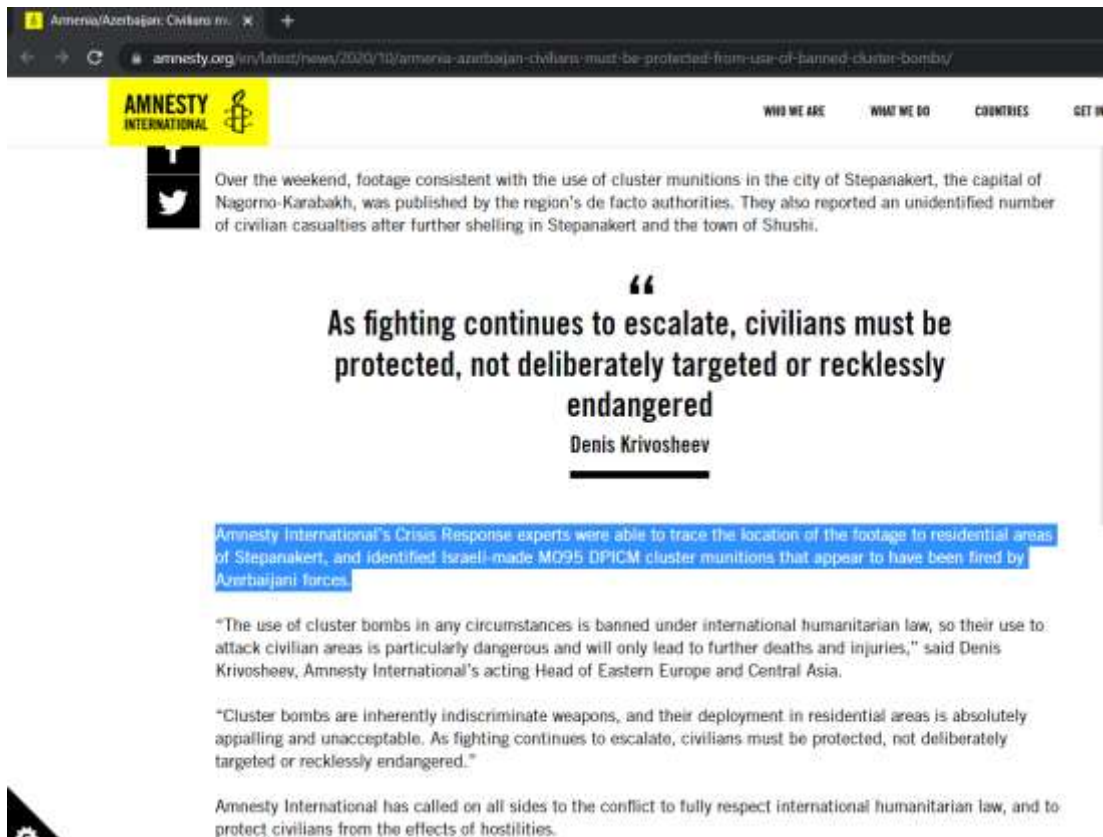 Armenia/Azerbaijan: Civilians m
amnesty.org/en/latest/news/2020/10/armenia-azerbaijan-civilians-must-be-protected-from-use-of-banned-cluster-bombs/
AMNESTY
INTERNATIONAL
WHO WE ARE WHAT WE DO COUNTRIES GET IN
Over the weekend, footage consistent with the use of cluster munitions in the city of Stepanakert, the capital of
Nagorno-Karabakh, was published by the region's de facto authorities. They also reported an unidentified number
of civilian casualties after further shelling in Stepanakert and the town of Shushi.
“
As fighting continues to escalate, civilians must be
protected, not deliberately targeted or recklessly
endangered
Denis Krivosheev
Amnesty International's Crisis Response experts were able to trace the location of the footage to residential areas
of Stepanakert, and identified Israeli-made M095 DPICM cluster munitions that appear to have been fired by
Azerbaijani forces.
“The use of cluster bombs in any circumstances is banned under international humanitarian law, so their use to
attack civilian areas is particularly dangerous and will only lead to further deaths and injuries,” said Denis
Krivosheev, Amnesty International's acting Head of Eastern Europe and Central Asia.
“Cluster bombs are inherently indiscriminate weapons, and their deployment in residential areas is absolutely
appalling and unacceptable. As fighting continues to escalate, civilians must be protected, not deliberately
targeted or recklessly endangered.”
Amnesty International has called on all sides to the conflict to fully respect international humanitarian law, and to
protect civilians from the effects of hostilities.